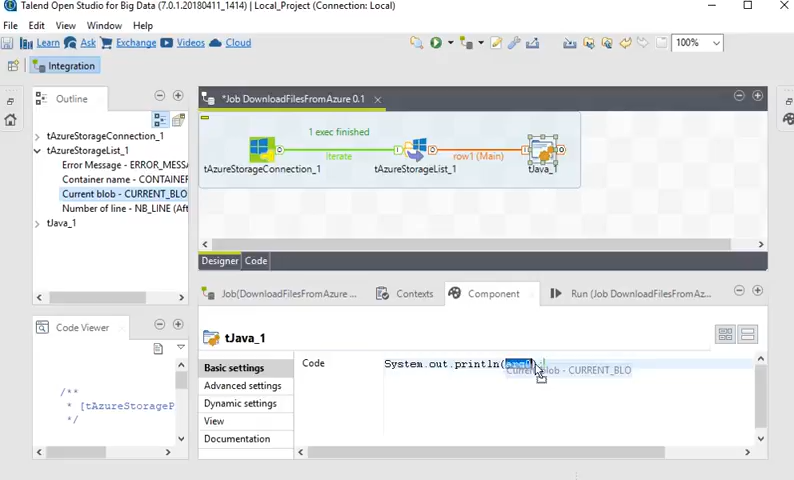 Talend Open Studio for Big Data (7.0.1.20180411_1414) | Local_Project (Connection: Local)
File Edit View Window Help
Learn Ask Exchange Videos Cloud 100%
Integration
Outline
tAzureStorageConnection_1
tAzureStorageList_1
Error Message - ERROR_MESSA
Container name - CONTAINER
Current blob - CURRENT_BLO
Number of line - NB_LINE (Aft
tJava_1
*Job DownloadFilesFromAzure 0.1
1 exec finished
Iterate
row1 (Main)
tAzureStorageConnection_1
tAzureStorageList_1
tJava_1
Designer Code
Code Viewer
/**
* [tAzureStorageP
*/
Job(DownloadFilesFromAzure ... Contexts Component Run (Job DownloadFilesFromAzu...
tJava_1
Basic settings
Advanced settings
Dynamic settings
View
Documentation
Code
System.out.println(arg0);
Current blob - CURRENT_BLO